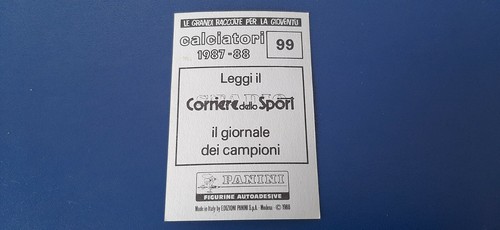 LE GRANDI RACCOLTE PER LA GIOVENTÙ
calciatori
1987-88
99
Leggi il
STADIO
Corriere dello Sport
il giornale
dei campioni
PANINI
FIGURINE AUTOADESIVE
Made in Italy by EDIZIONI PANINI S.p.A. - Modena - (C) 1988